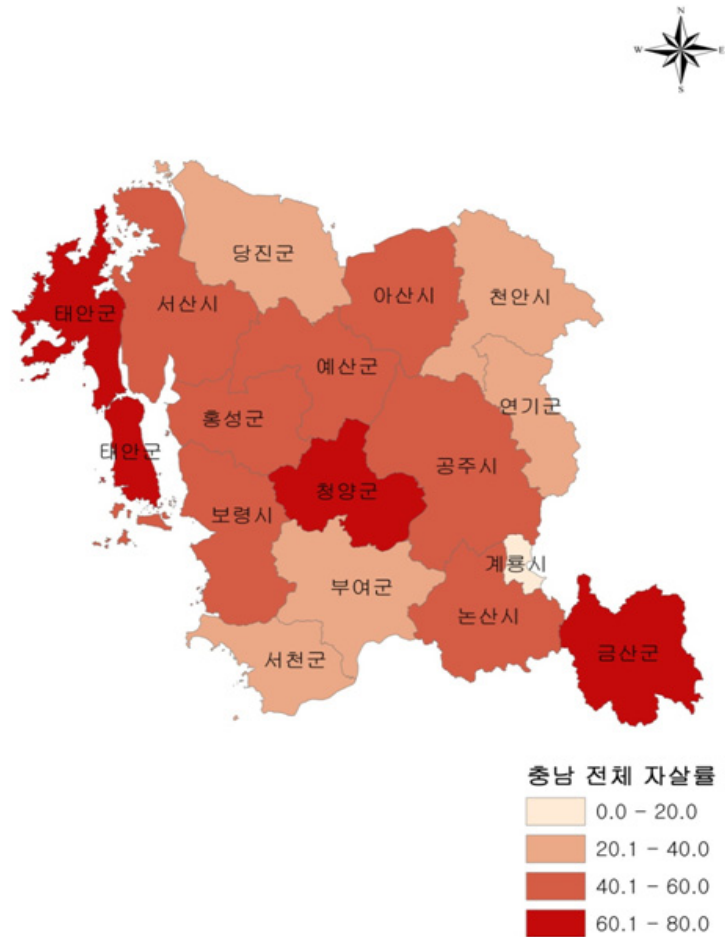 N
W
E
S
당진군
아산시
천안시
서산시
태안군
예산군
연기군
홍성군
태안군
공주시
청양군
보령시
계룡시
부여군
논산시
서천군
금산군
충남 전체 자살률
0.0 - 20.0
20.1 - 40.0
40.1 - 60.0
60.1 - 80.0